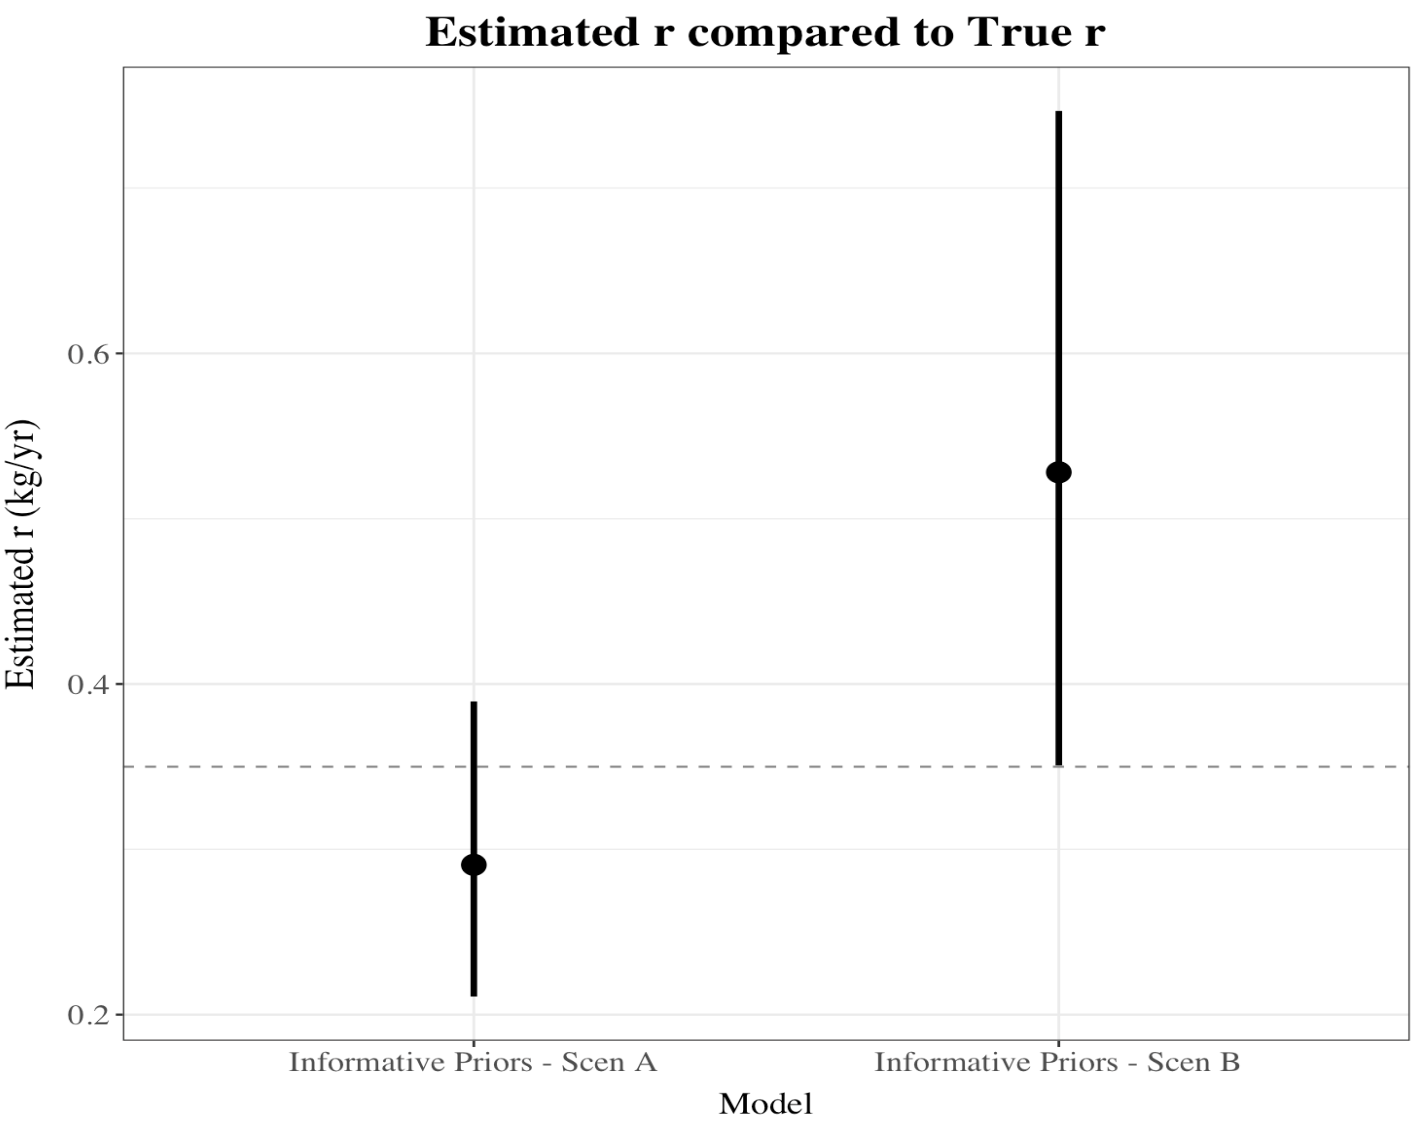 Estimated r compared to True r
Estimated r (kg/yr)
0.6
0.4
0.2
Informative Priors - Scen A
Informative Priors - Scen B
Model